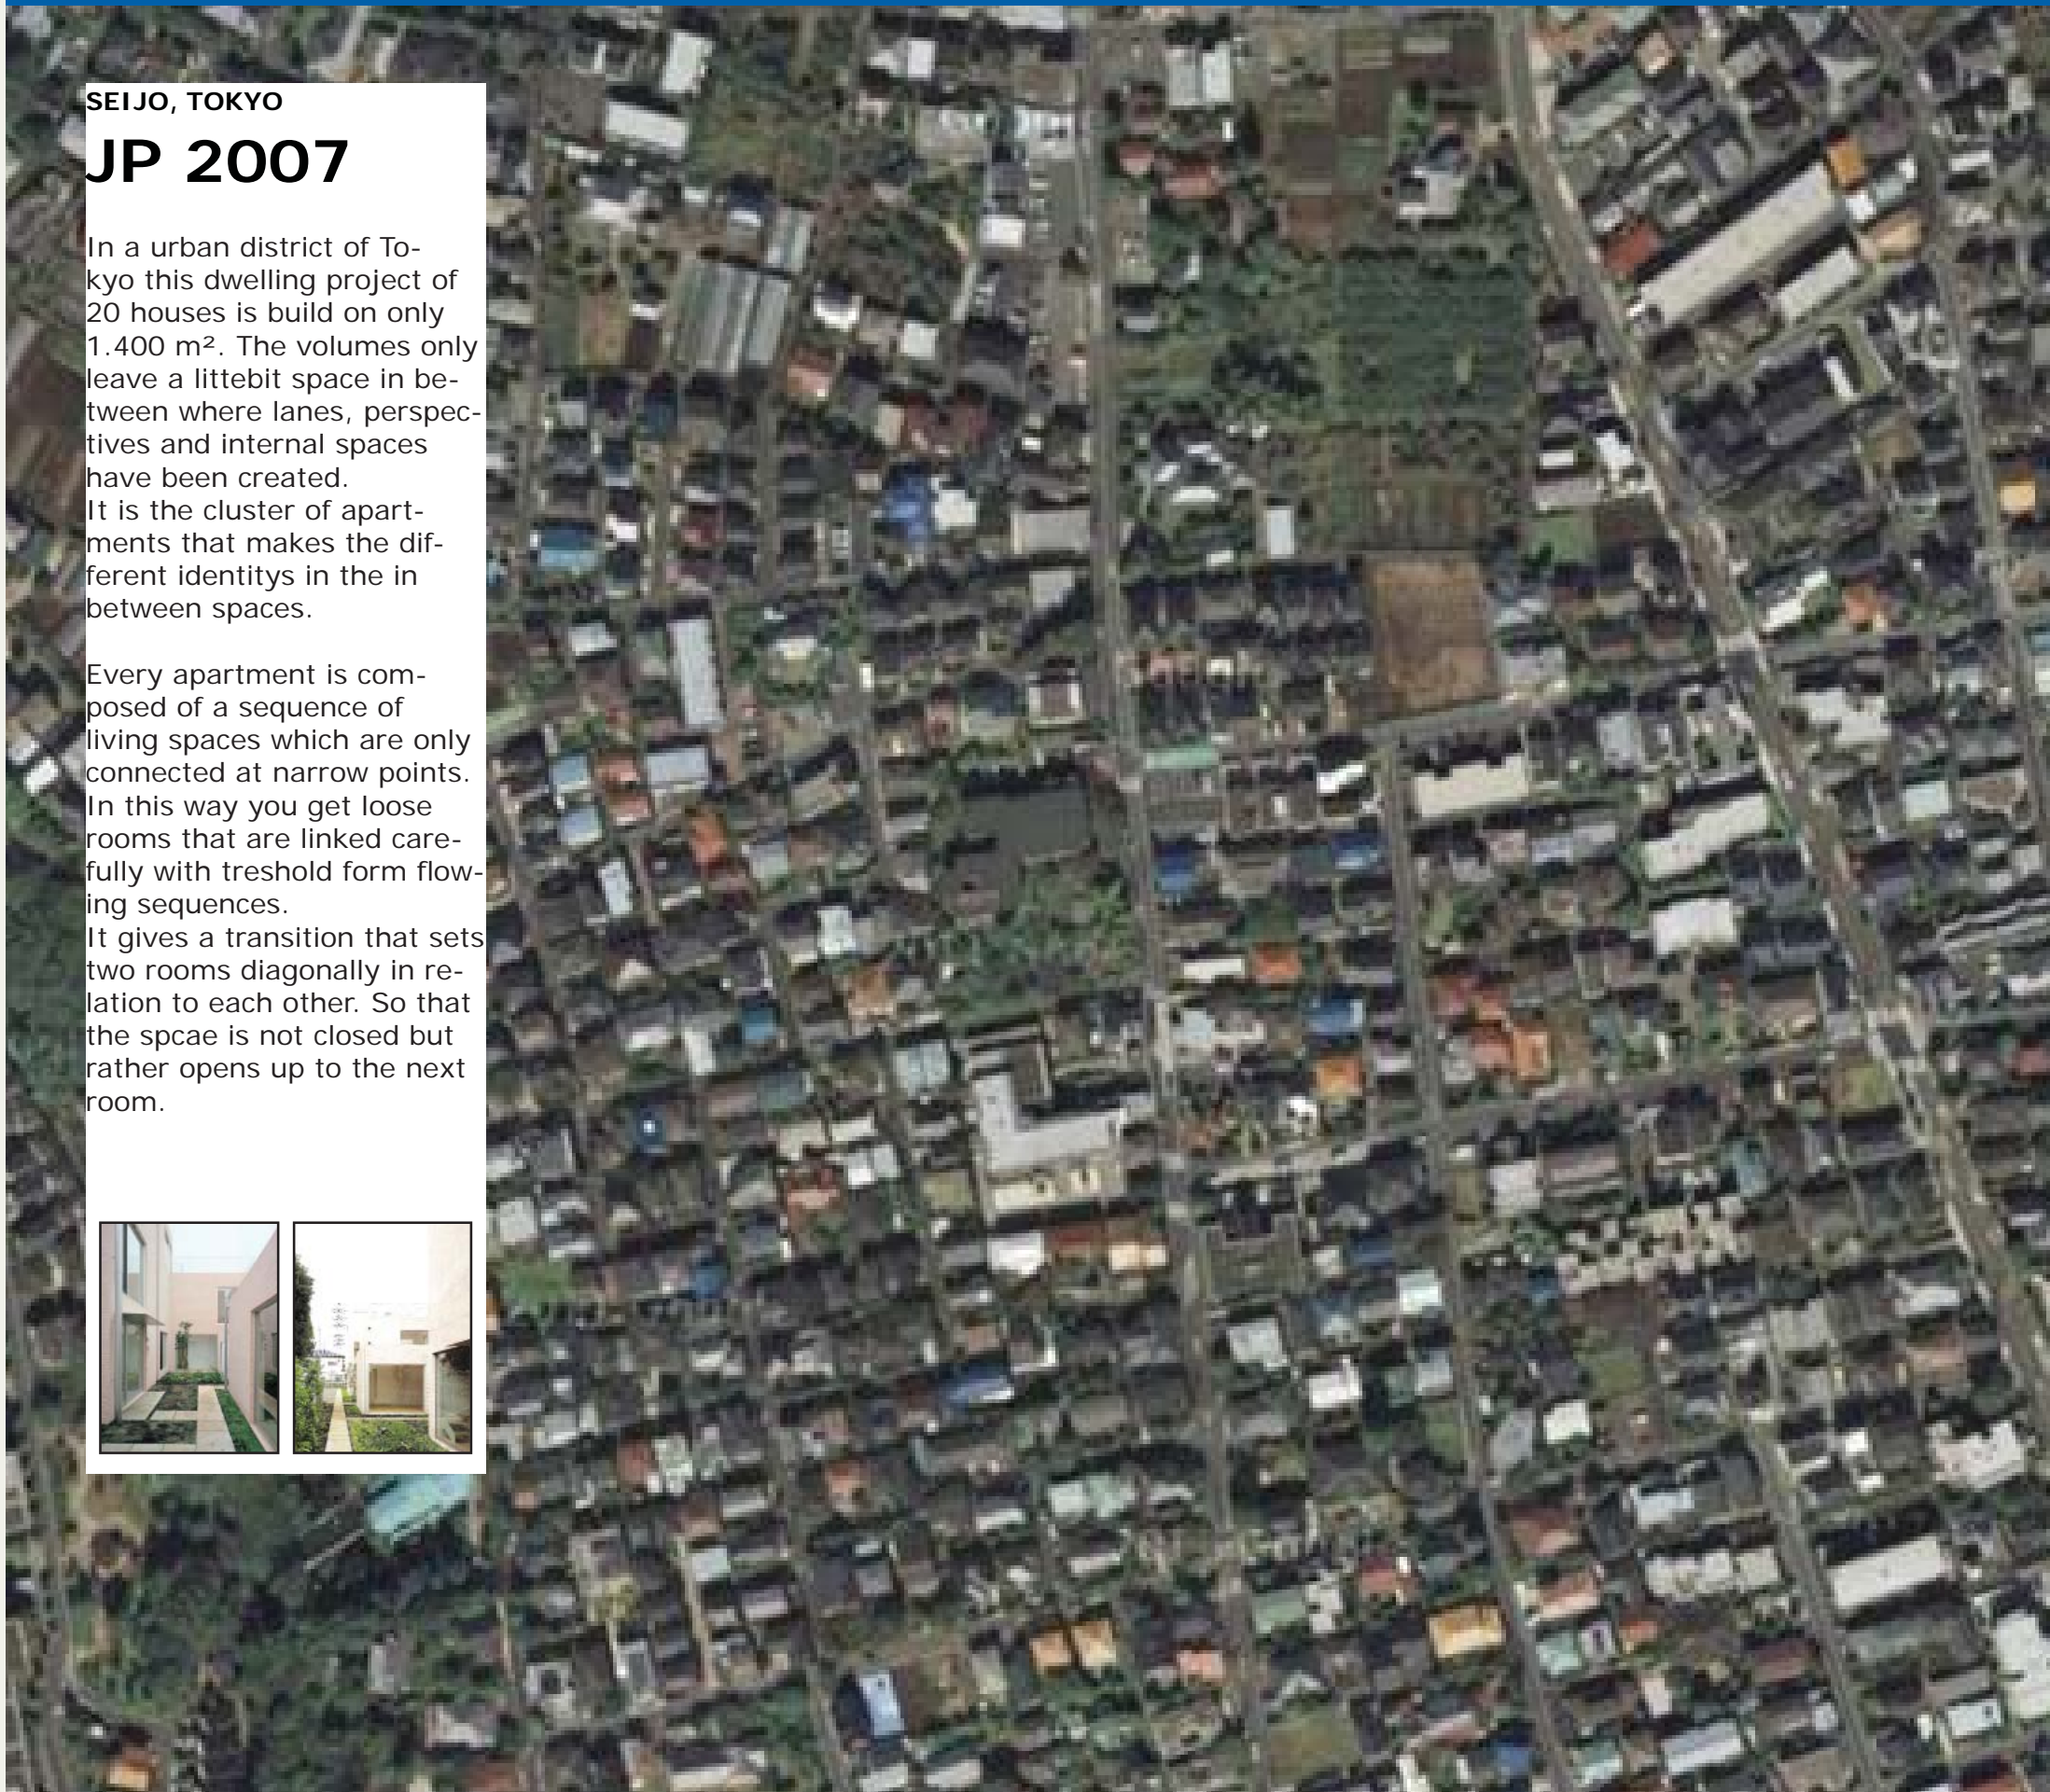 SEIJO, TOKYO
JP 2007
In a urban district of To-
kyo this dwelling project of
20 houses is build on only
1.400 m². The volumes only
leave a littebit space in be-
tween where lanes, perspec-
tives and internal spaces
have been created.
It is the cluster of apart-
ments that makes the dif-
ferent identitys in the in
between spaces.
Every apartment is com-
posed of a sequence of
living spaces which are only
connected at narrow points.
In this way you get loose
rooms that are linked care-
fully with treshold form flow-
ing sequences.
It gives a transition that sets
two rooms diagonally in re-
lation to each other. So that
the spcae is not closed but
rather opens up to the next
room.